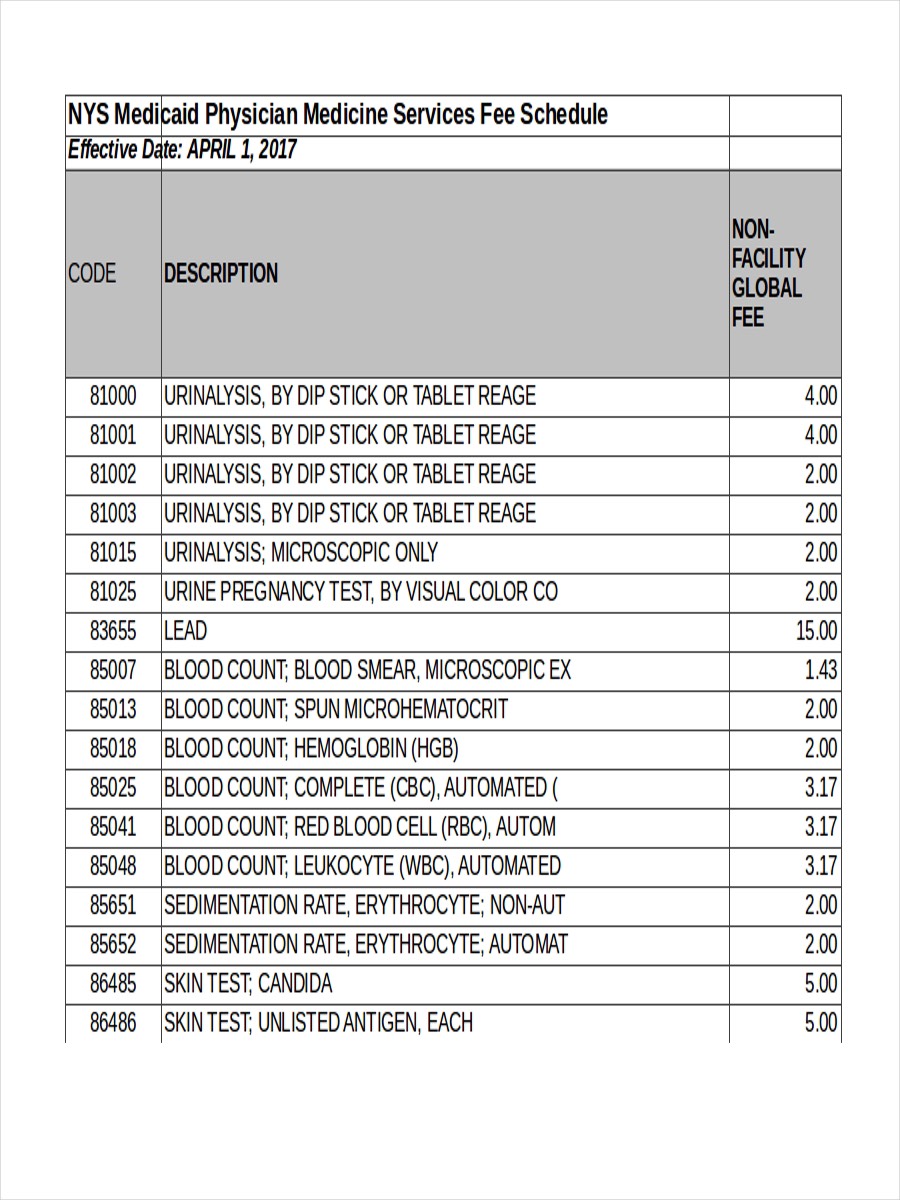 NYS Medicaid Physician Medicine Services Fee Schedule
Effective Date: APRIL 1, 2017
CODE DESCRIPTION NON-
FACILITY
GLOBAL
FEE
81000 URINALYSIS, BY DIP STICK OR TABLET REAGE 4.00
81001 URINALYSIS, BY DIP STICK OR TABLET REAGE 4.00
81002 URINALYSIS, BY DIP STICK OR TABLET REAGE 2.00
81003 URINALYSIS, BY DIP STICK OR TABLET REAGE 2.00
81015 URINALYSIS; MICROSCOPIC ONLY 2.00
81025 URINE PREGNANCY TEST, BY VISUAL COLOR CO 2.00
83655 LEAD 15.00
85007 BLOOD COUNT; BLOOD SMEAR, MICROSCOPIC EX 1.43
85013 BLOOD COUNT; SPUN MICROHEMATOCRIT 2.00
85018 BLOOD COUNT; HEMOGLOBIN (HGB) 2.00
85025 BLOOD COUNT; COMPLETE (CBC), AUTOMATED ( 3.17
85041 BLOOD COUNT; RED BLOOD CELL (RBC), AUTOM 3.17
85048 BLOOD COUNT; LEUKOCYTE (WBC), AUTOMATED 3.17
85651 SEDIMENTATION RATE, ERYTHROCYTE; NON-AUT 2.00
85652 SEDIMENTATION RATE, ERYTHROCYTE; AUTOMAT 2.00
86485 SKIN TEST; CANDIDA 5.00
86486 SKIN TEST; UNLISTED ANTIGEN, EACH 5.00